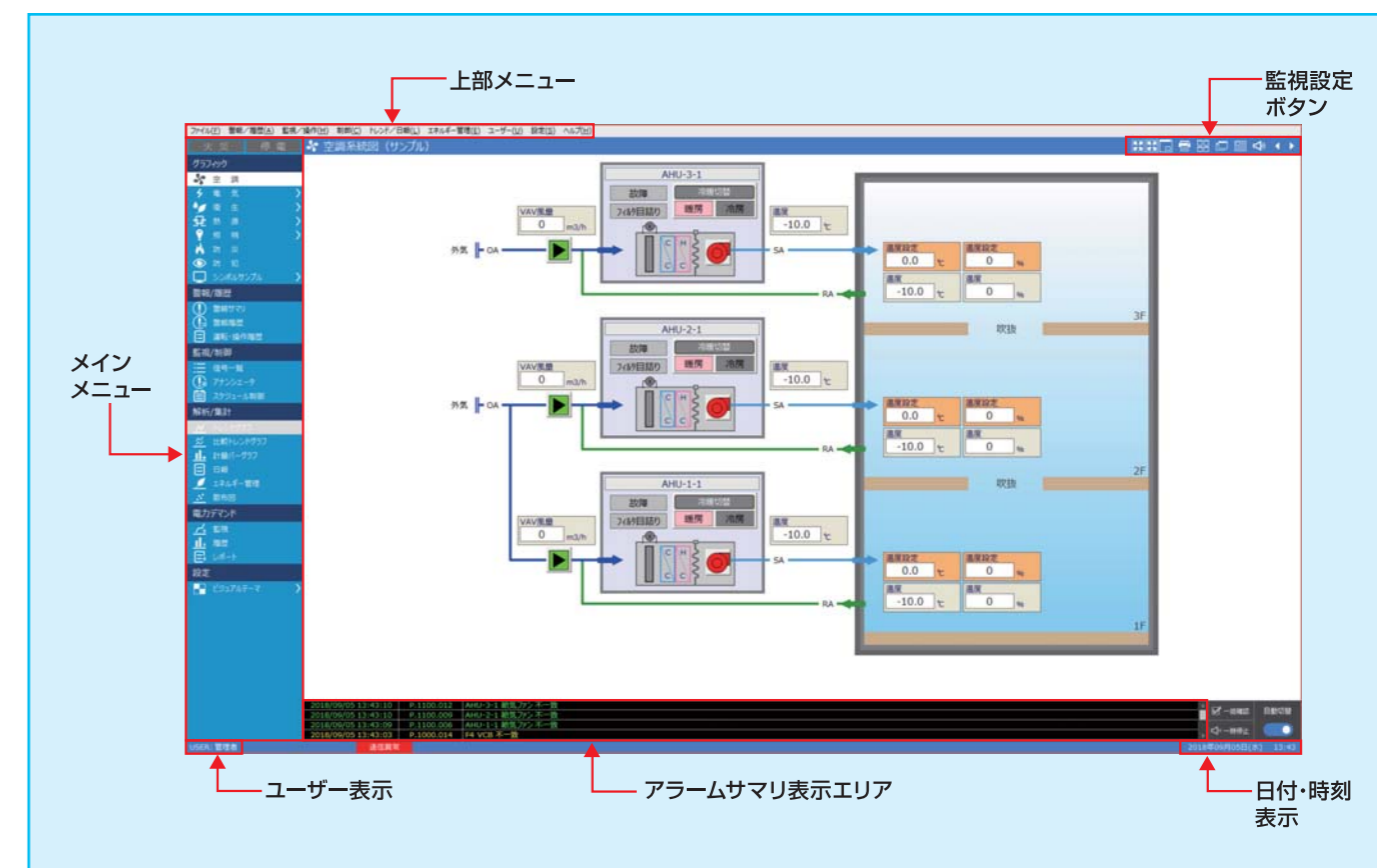 上部メニュー
監視設定
ボタン
ファイル(F) 警報/履歴(A) 監視/操作(M) 制御(C) トレンド/日報(L) エネルギー管理(E) ユーザー(U) 設定(S) ヘルプ(H)
火 災 停 電
空調系統図 (サンプル)
グラフィック
空 調
電 気
衛 生
熱 源
照 明
防 災
防 犯
シンボルサンプル
警報/履歴
警報サマリ
警報履歴
運転・操作履歴
監視/制御
信号一覧
アナンシェータ
スケジュール制御
解析/集計
トレンドグラフ
比較トレンドグラフ
計量バーグラフ
日報
エネルギー管理
散布図
電力デマンド
監視
履歴
レポート
設定
ビジュアルテーマ
メイン
メニュー
AHU-3-1
故障 冷暖切替
フィルタ目詰り 暖房 冷房
VAV風量
0 m3/h
温度
-10.0 ℃
外気 OA
C H
C C
SA
RA
温度設定 湿度設定
0.0 ℃ 0 %
温度 湿度
-10.0 ℃ 0 %
3F
吹抜
AHU-2-1
故障 冷暖切替
フィルタ目詰り 暖房 冷房
VAV風量
0 m3/h
温度
-10.0 ℃
外気 OA
C H
C C
SA
RA
温度設定 湿度設定
0.0 ℃ 0 %
温度 湿度
-10.0 ℃ 0 %
2F
吹抜
AHU-1-1
故障 冷暖切替
フィルタ目詰り 暖房 冷房
VAV風量
0 m3/h
温度
-10.0 ℃
C H
C C
SA
RA
温度設定 湿度設定
0.0 ℃ 0 %
温度 湿度
-10.0 ℃ 0 %
1F
2018/09/05 13:43:10 P.1100.012 AHU-3-1 給気ファン 不一致
2018/09/05 13:43:10 P.1100.009 AHU-2-1 給気ファン 不一致
2018/09/05 13:43:09 P.1100.006 AHU-1-1 給気ファン 不一致
2018/09/05 13:43:03 P.1000.014 F4 VCB 不一致
一括確認 自動切替
一時停止
USER: 管理者
通信異常
2018年09月05日(水) 13:43
ユーザー表示
アラームサマリ表示エリア
日付・時刻
表示